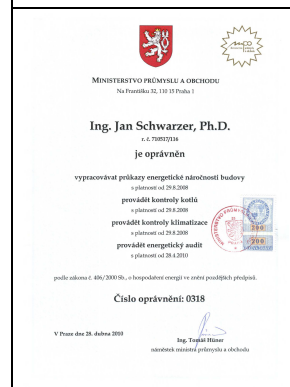 MINISTERSTVO PRŮMYSLU A OBCHODU
Na Františku 32, 110 15 Praha 1
Ing. Jan Schwarzer, Ph.D.
r. č. 710517/116
je oprávněn
vypracovávat průkazy energetické náročnosti budovy
s platností od 29.8.2008
provádět kontroly kotlů
s platností od 29.8.2008
provádět kontroly klimatizace
s platností od 29.8.2008
provádět energetický audit
s platností od 28.4.2010
200
200
podle zákona č. 406/2000 Sb., o hospodaření energií ve znění pozdějších předpisů.
Číslo oprávnění: 0318
V Praze dne 28. dubna 2010
Ing. Tomáš Hüner
náměstek ministra průmyslu a obchodu